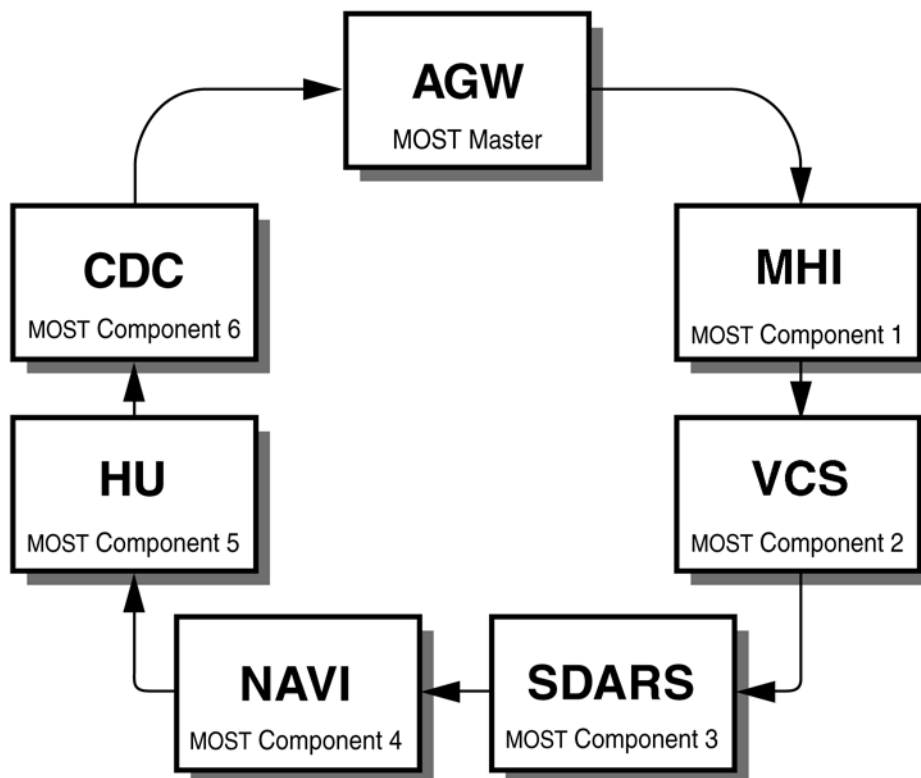 AGW
MOST Master
MHI
MOST Component 1
VCS
MOST Component 2
SDARS
MOST Component 3
NAVI
MOST Component 4
HU
MOST Component 5
CDC
MOST Component 6